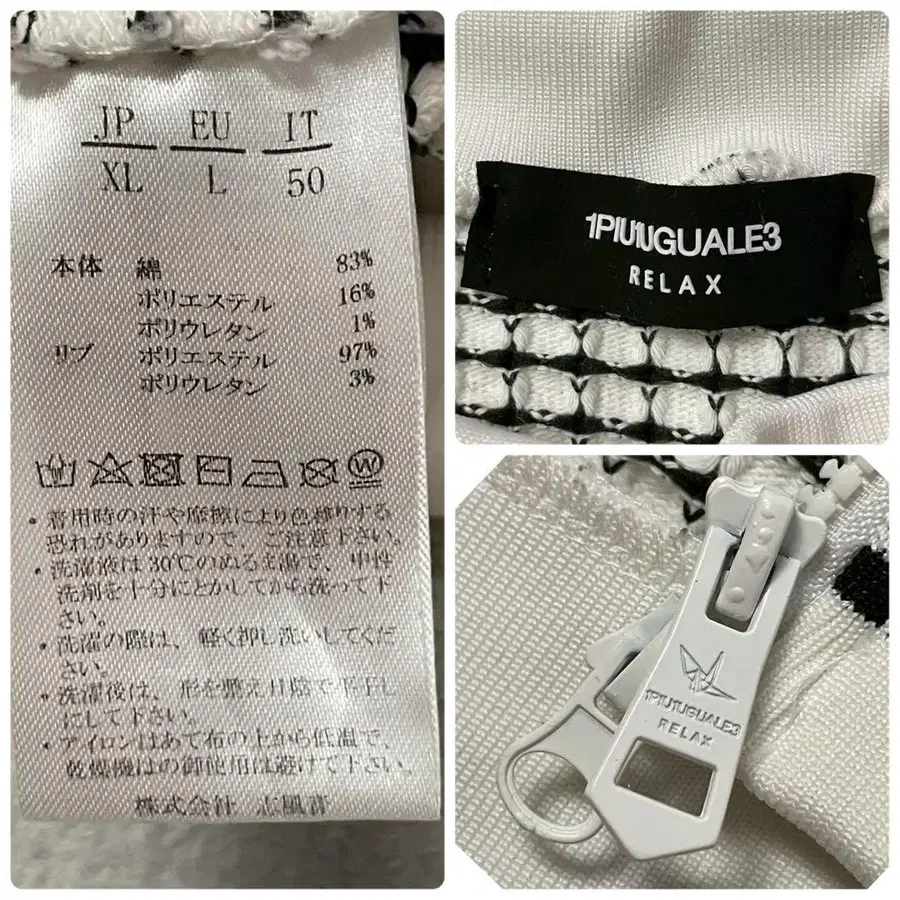 JP EU IT
XL L 50
本体 綿 83%
ポリエステル 16%
ポリウレタン 1%
リブ ポリエステル 97%
ポリウレタン 3%
・着用時の汗や摩擦により色移りする
恐れがありますので、ご注意下さい。
・洗濯液は30℃のぬるま湯で、中性
洗剤を十分にとかしてから洗って下
さい。
・洗濯の際は、軽く押し洗いしてくだ
さい。
・洗濯後は、形を整え日陰で平干し
にして下さい。
・アイロンはあて布の上から低温で、
乾燥機はの御使用は避けて下さい。
株式会社 志風音
1PIU1UGUALE3
RELAX
1PIU1UGUALE3
RELAX